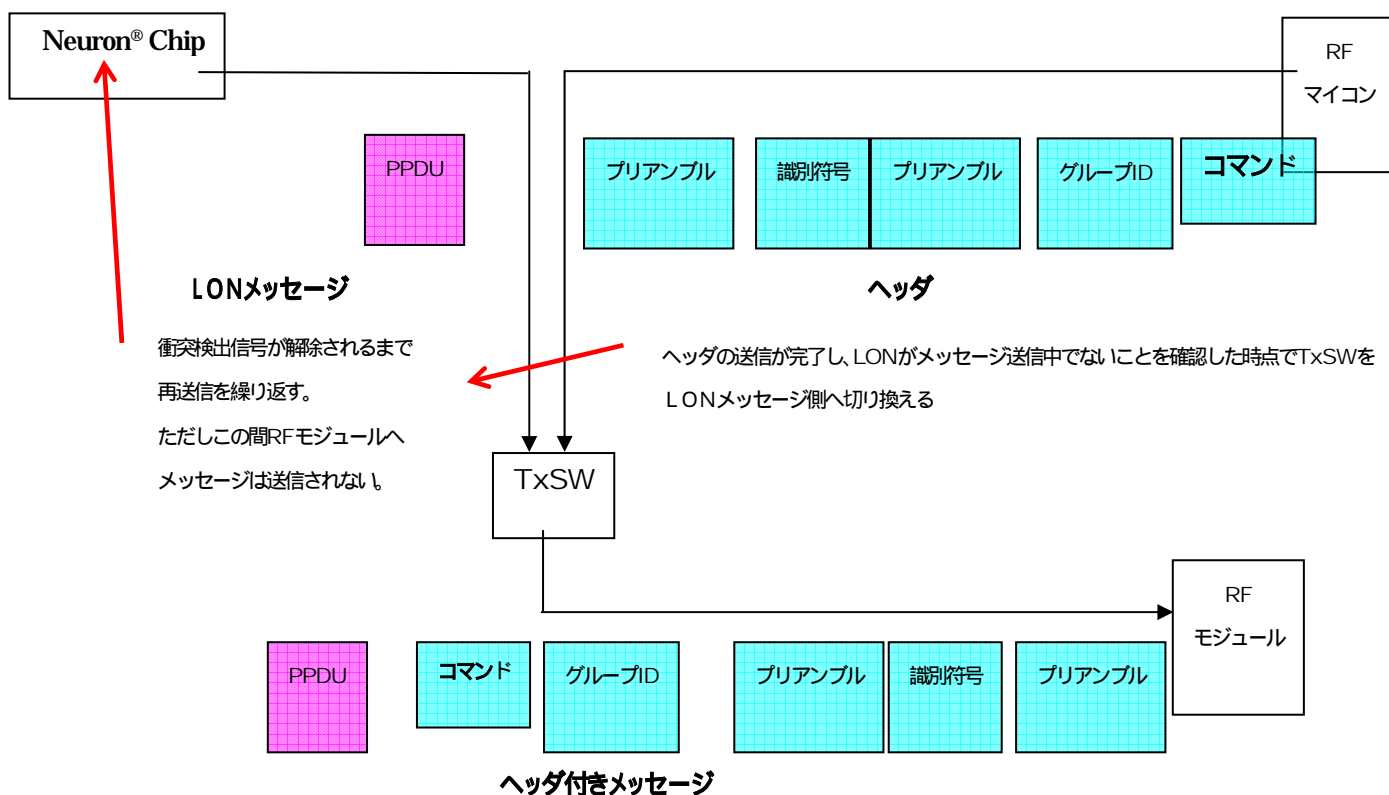 Neuron® Chip
RF
マイコン
PPDU
プリアンブル
識別符号
プリアンブル
グループID
コマンド
LONメッセージ
ヘッダ
衝突検出信号が解除されるまで
再送信を繰り返す。
ただしこの間RFモジュールへ
メッセージは送信されない。
ヘッダの送信が完了し、LONがメッセージ送信中でないことを確認した時点でTxSWを
LONメッセージ側へ切り換える
TxSW
RF
モジュール
PPDU
コマンド
グループID
プリアンブル
識別符号
プリアンブル
ヘッダ付きメッセージ